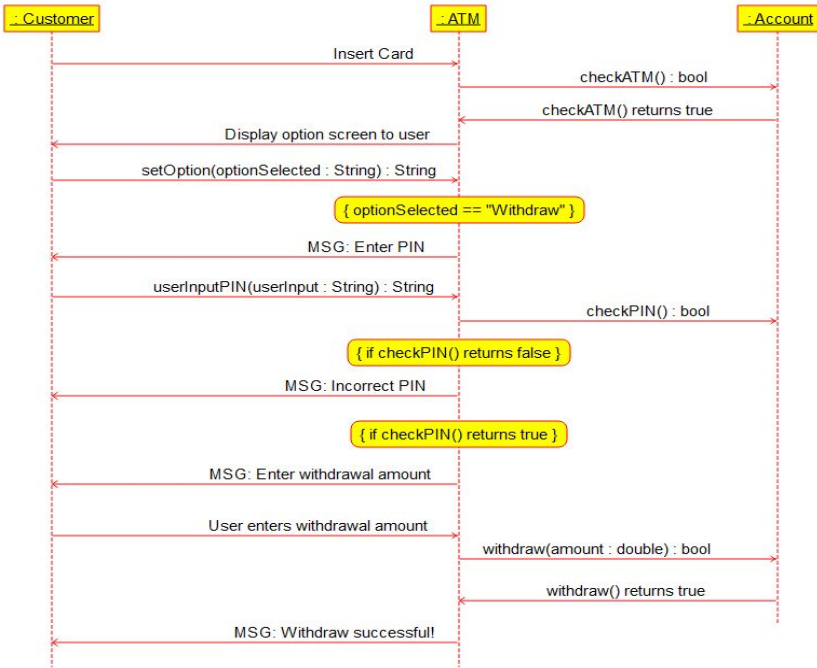 : Customer
: ATM
: Account
Insert Card
checkATM() : bool
checkATM() returns true
Display option screen to user
setOption(optionSelected : String) : String
{ optionSelected == "Withdraw" }
MSG: Enter PIN
userInputPIN(userInput : String) : String
checkPIN() : bool
{ if checkPIN() returns false }
MSG: Incorrect PIN
{ if checkPIN() returns true }
MSG: Enter withdrawal amount
User enters withdrawal amount
withdraw(amount : double) : bool
withdraw() returns true
MSG: Withdraw successful!